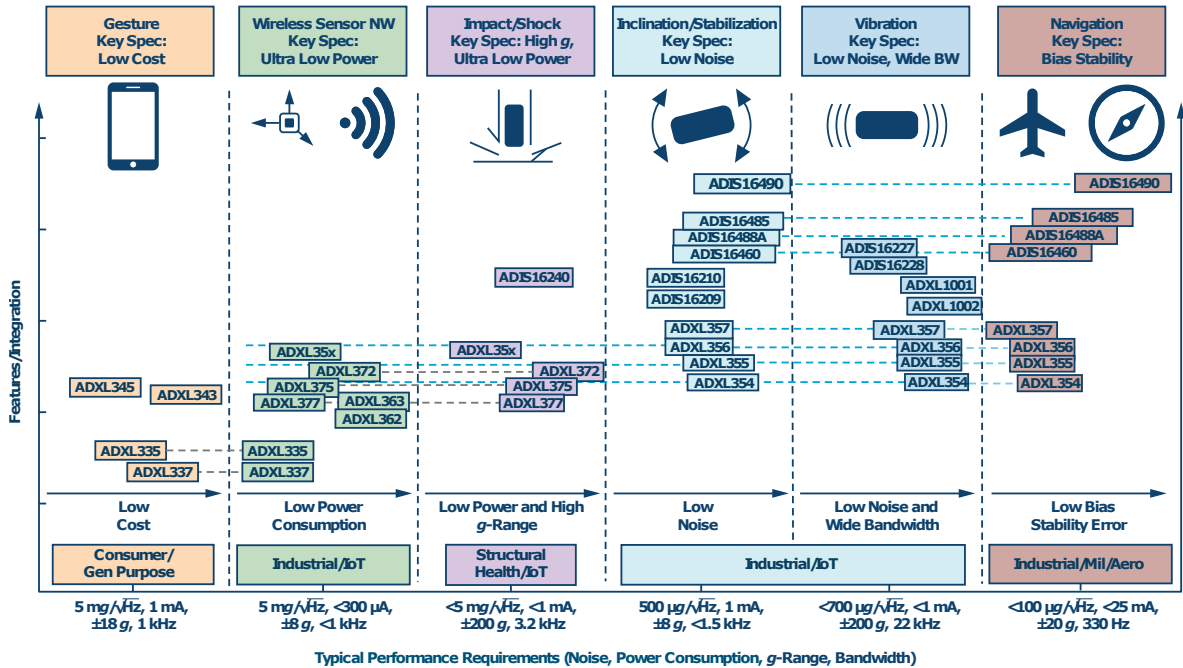 Gesture
Key Spec:
Low Cost
Wireless Sensor NW
Key Spec:
Ultra Low Power
Impact/Shock
Key Spec: High g,
Ultra Low Power
Inclination/Stabilization
Key Spec:
Low Noise
Vibration
Key Spec:
Low Noise, Wide BW
Navigation
Key Spec:
Bias Stability
Features/integration
ADXL345
ADXL343
ADXL335
ADXL337
ADXL35x
ADXL372
ADXL375
ADXL377
ADXL363
ADXL362
ADXL335
ADXL337
ADIS16240
ADXL35x
ADXL372
ADXL375
ADXL377
ADIS16490
ADIS16485
ADIS16488A
ADIS16460
ADIS16210
ADIS16209
ADXL357
ADXL356
ADXL355
ADXL354
ADIS16227
ADIS16228
ADXL1001
ADXL1002
ADXL357
ADXL356
ADXL355
ADXL354
ADIS16490
ADIS16485
ADIS16488A
ADIS16460
ADXL357
ADXL356
ADXL355
ADXL354
Low
Cost
Low Power
Consumption
Low Power and High
g-Range
Low
Noise
Low Noise and
Wide Bandwidth
Low Bias
Stability Error
Consumer/
Gen Purpose
Industrial/IoT
Structural
Health/IoT
Industrial/IoT
Industrial/Mil/Aero
5 mg/√Hz, 1 mA,
±18 g, 1 kHz
5 mg/√Hz, <300 µA,
±8 g, <1 kHz
<5 mg/√Hz, <1 mA,
±200 g, 3.2 kHz
500 µg/√Hz, 1 mA,
±8 g, <1.5 kHz
<700 µg/√Hz, <1 mA,
±200 g, 22 kHz
<100 µg/√Hz, <25 mA,
±20 g, 330 Hz
Typical Performance Requirements (Noise, Power Consumption, g-Range, Bandwidth)